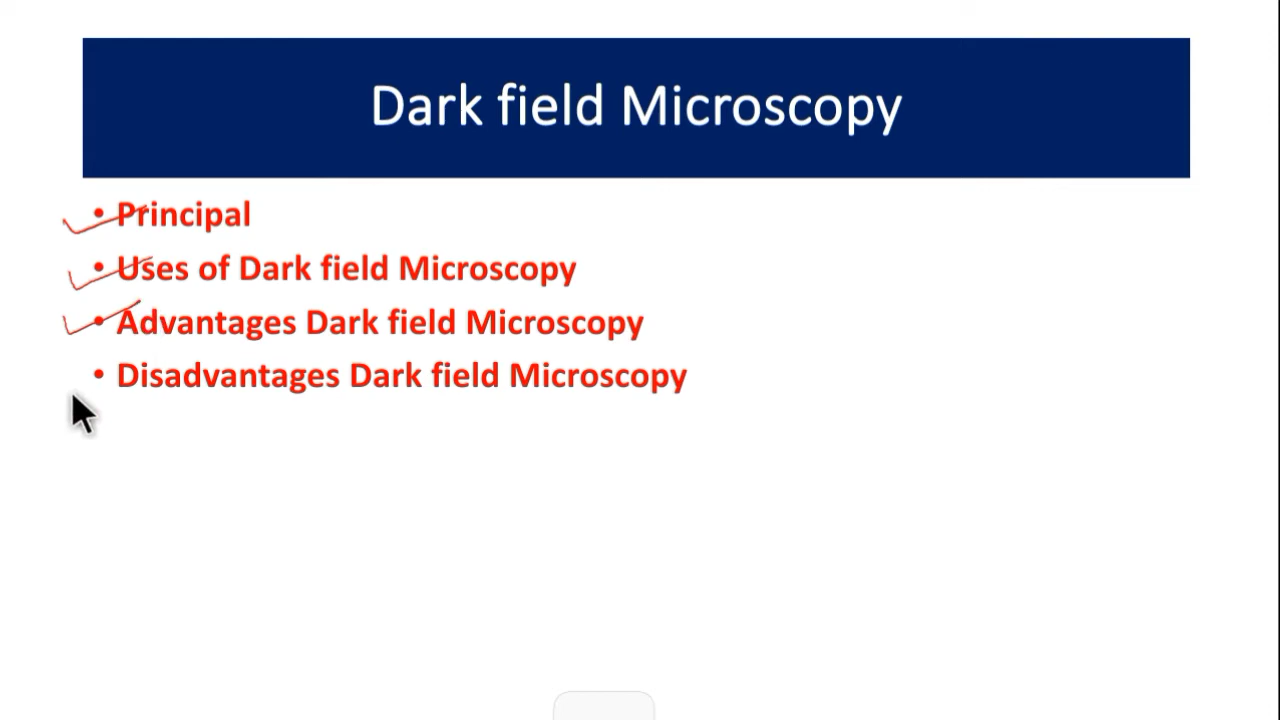 Dark field Microscopy
• Principal
• Uses of Dark field Microscopy
• Advantages Dark field Microscopy
• Disadvantages Dark field Microscopy